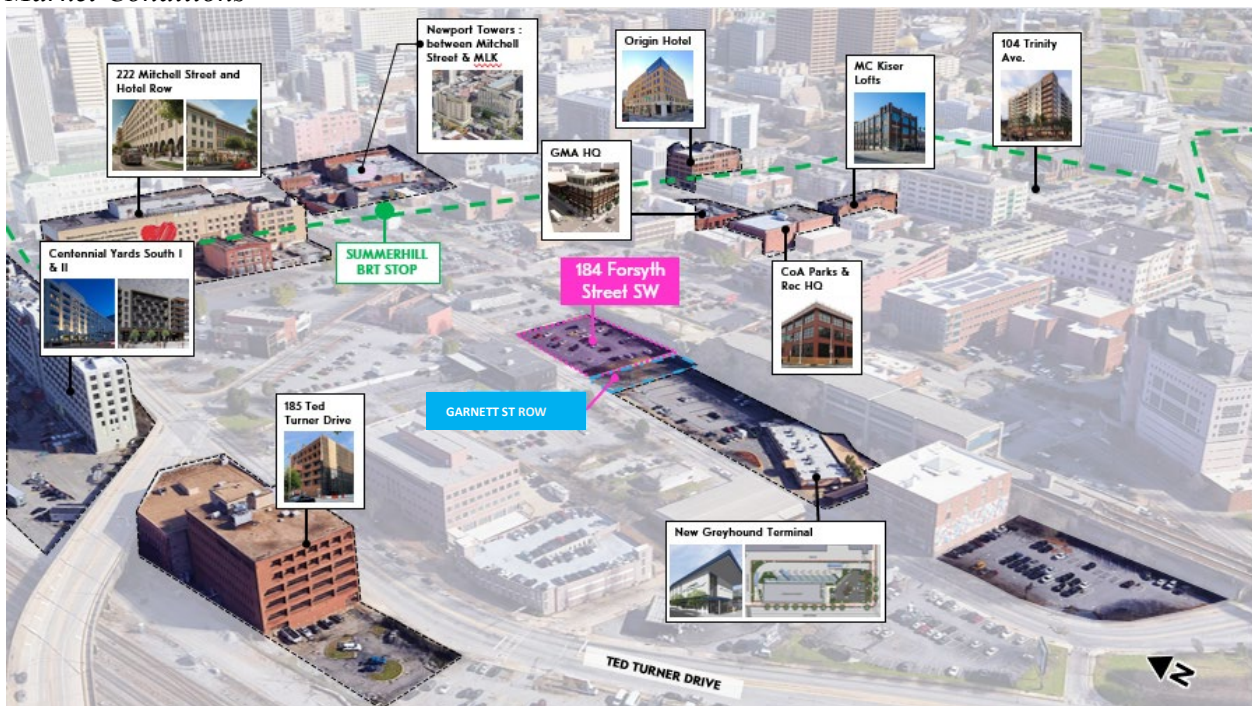 Market Conditions
Newport Towers :
between Mitchell
Street & MLK
Origin Hotel
MC Kiser
Lofts
104 Trinity
Ave.
222 Mitchell Street and
Hotel Row
GMA HQ
SUMMERHILL
BRT STOP
Centennial Yards South I
& II
184 Forsyth
Street SW
CoA Parks &
Rec HQ
185 Ted
Turner Drive
GARNETT ST ROW
New Greyhound Terminal
TED TURNER DRIVE
N